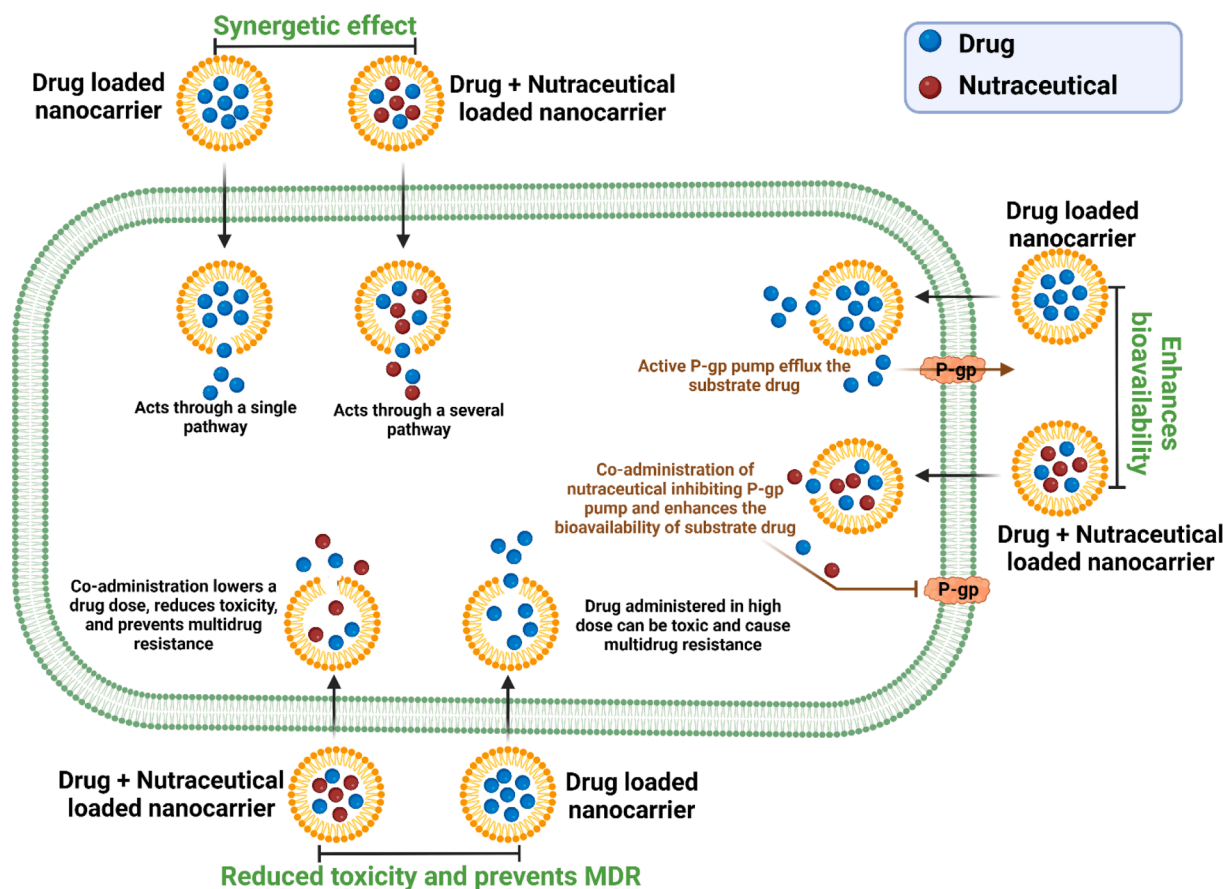 Synergetic effect
Drug
Nutraceutical
Drug loaded
nanocarrier
Drug + Nutraceutical
loaded nanocarrier
Drug loaded
nanocarrier
Acts through a single
pathway
Acts through a several
pathway
Active P-gp pump efflux the
substrate drug
P-gp
Enhances
bioavailability
Co-administration of
nutraceutical inhibiting P-gp
pump and enhances the
bioavailability of substrate drug
Drug + Nutraceutical
loaded nanocarrier
P-gp
Co-administration lowers a
drug dose, reduces toxicity,
and prevents multidrug
resistance
Drug administered in high
dose can be toxic and cause
multidrug resistance
Drug + Nutraceutical
loaded nanocarrier
Drug loaded
nanocarrier
Reduced toxicity and prevents MDR